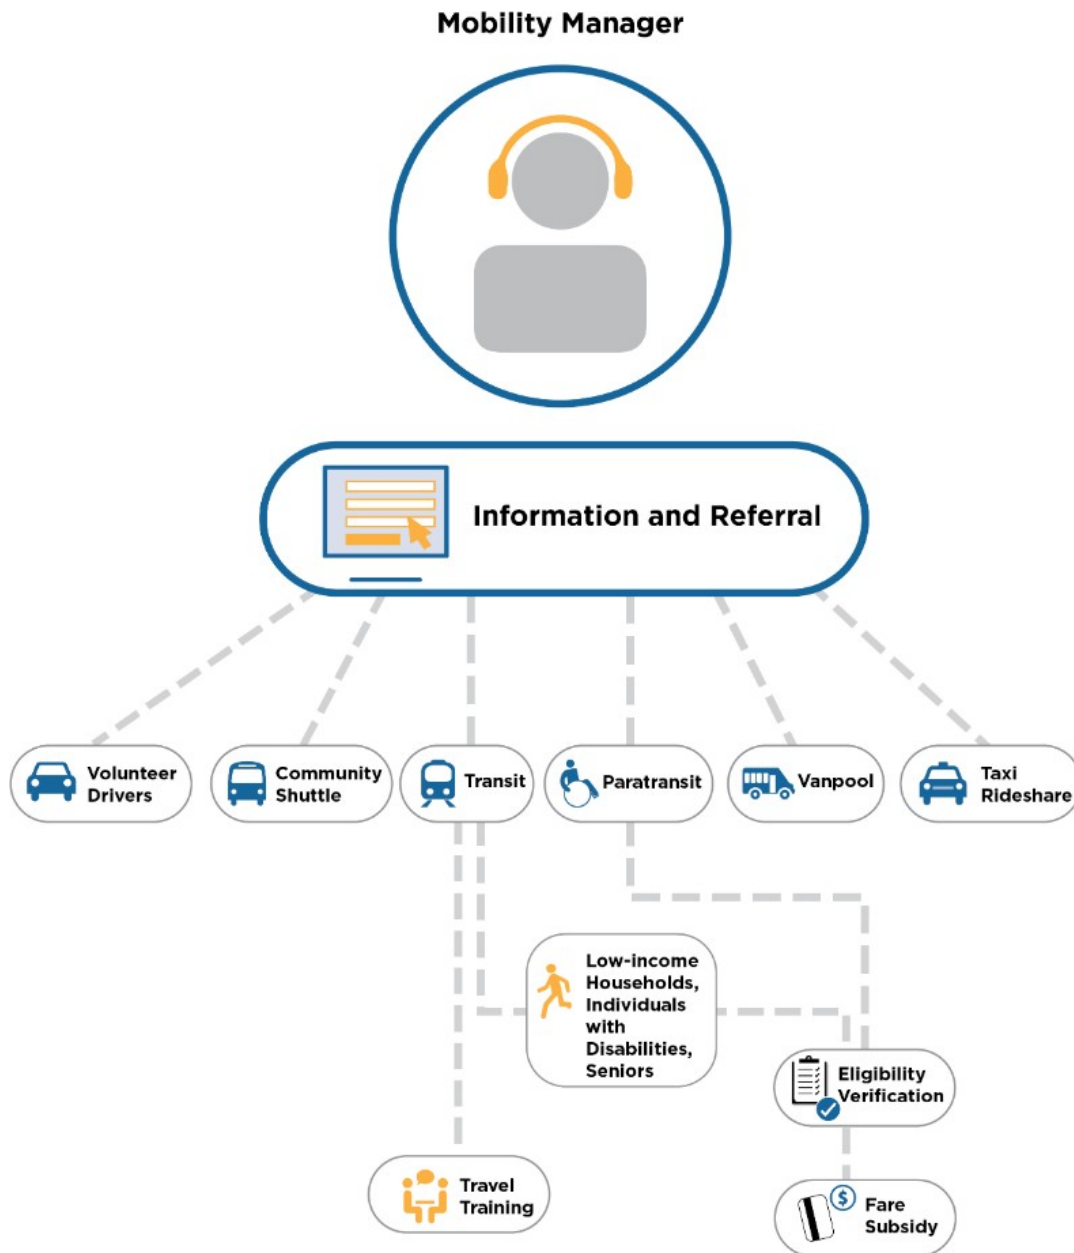 Mobility Manager
Information and Referral
Volunteer
Drivers
Community
Shuttle
Transit
Paratransit
Vanpool
Taxi
Rideshare
Low-income
Households,
Individuals
with
Disabilities,
Seniors
Eligibility
Verification
Travel
Training
$
Fare
Subsidy